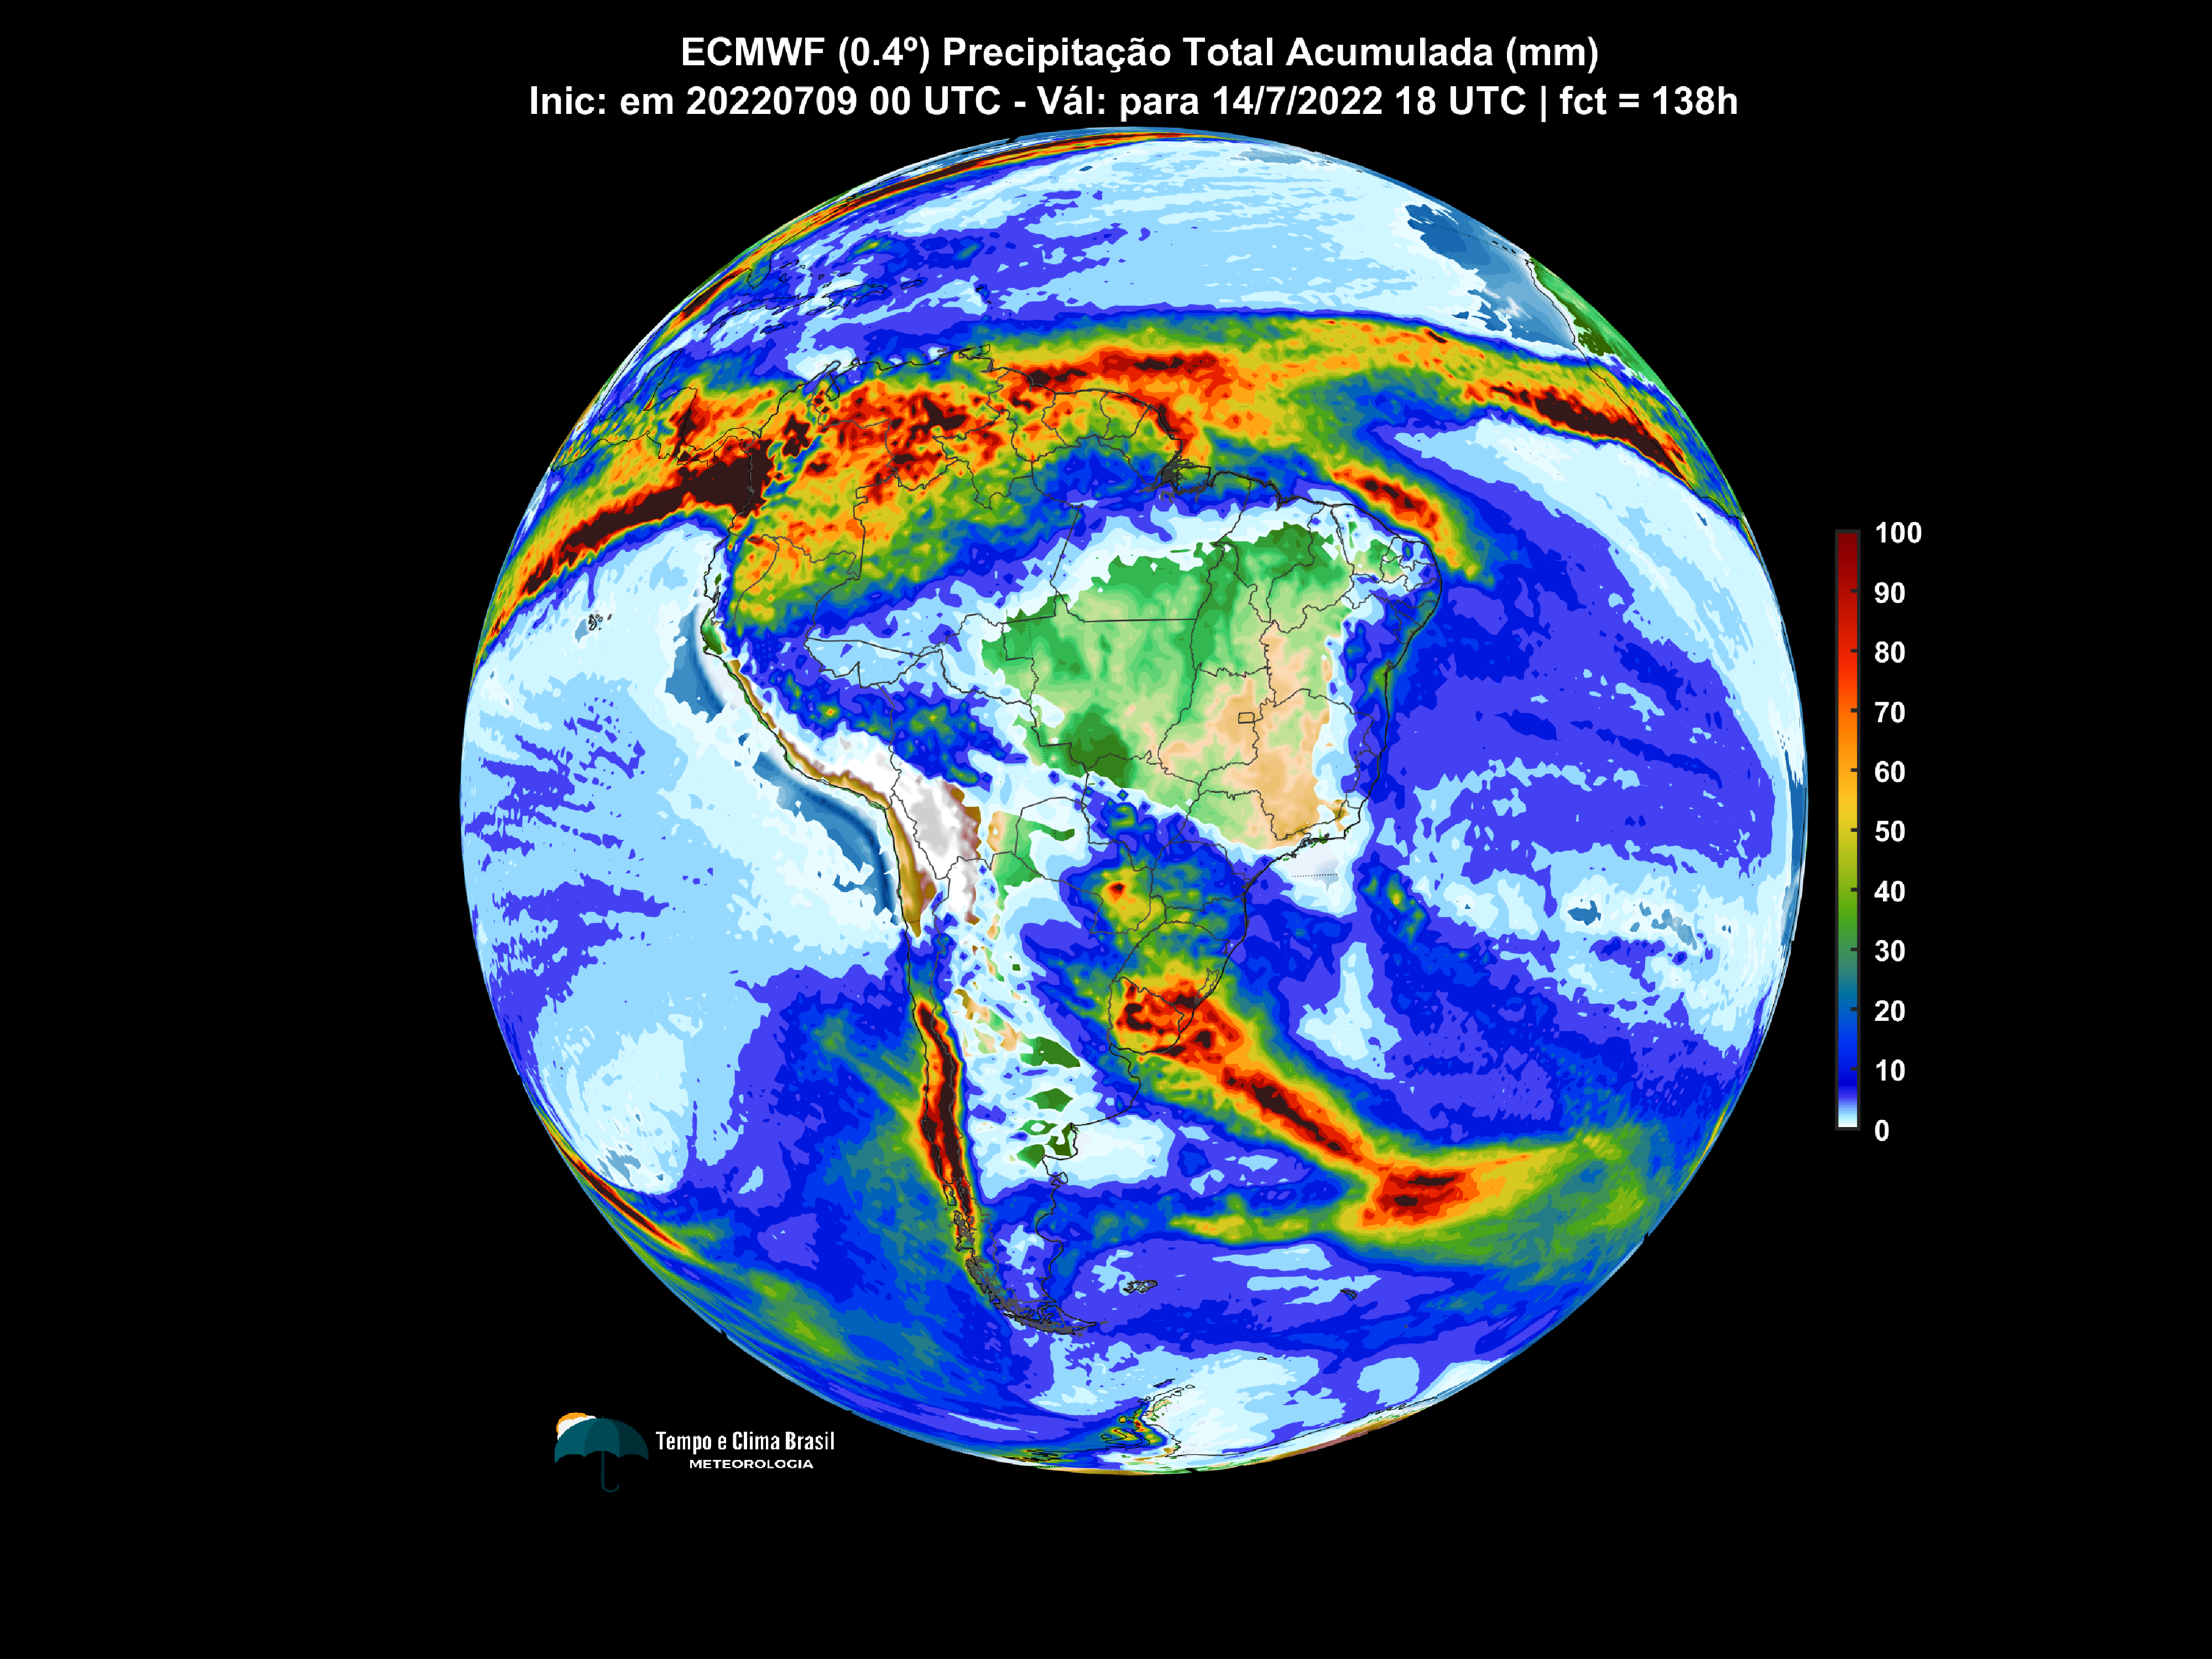 ECMWF (0.4º) Precipitação Total Acumulada (mm)
Inic: em 20220709 00 UTC - Vál: para 14/7/2022 18 UTC | fct = 138h
100
90
80
70
60
50
40
30
20
10
0
Tempo e Clima Brasil
METEOROLOGIA